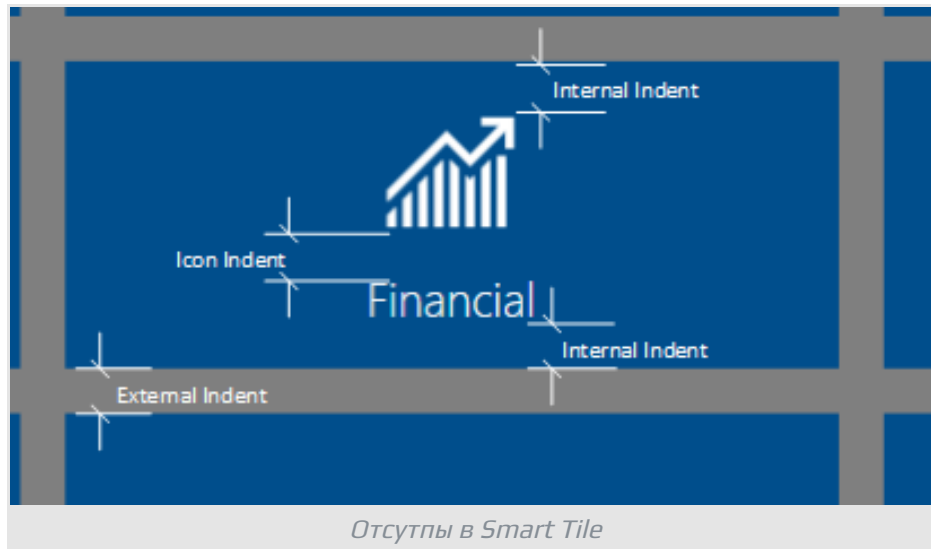 Internal Indent
Icon Indent
Financial
Internal Indent
External Indent
Отсутпы в Smart Tile